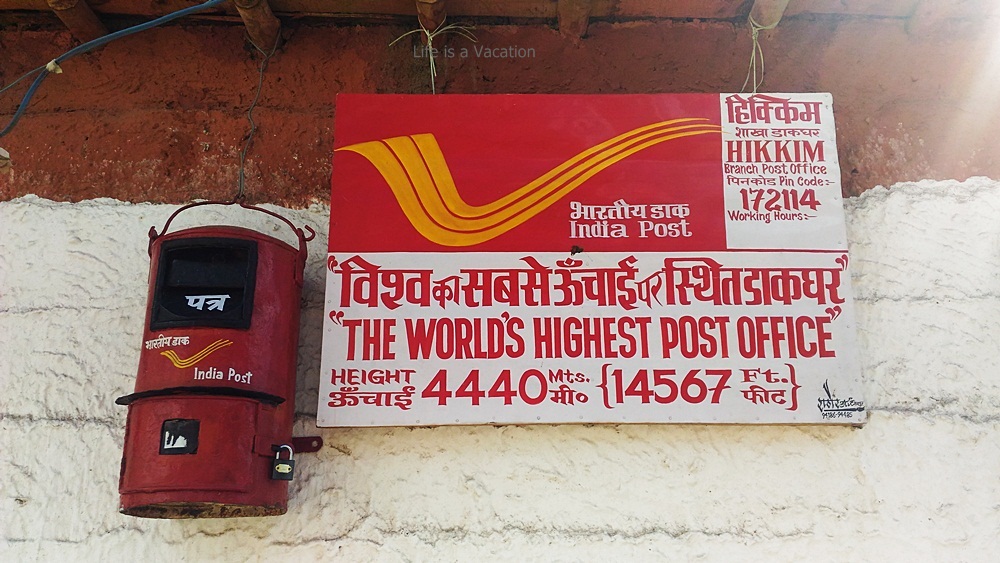 Life is a Vacation
हिक्किम
शाखा डाकघर
HIKKIM
Branch Post Office
पिनकोड Pin Code:-
172114
Working Hours:-
भारतीय डाक
India Post
"विश्व का सबसे ऊँचाई पर स्थित डाकघर"
"THE WORLD'S HIGHEST POST OFFICE"
HEIGHT 4440 Mts. {14567 Ft.}
ऊँचाई मी० फीट
पत्र
भारतीय डाक
India Post